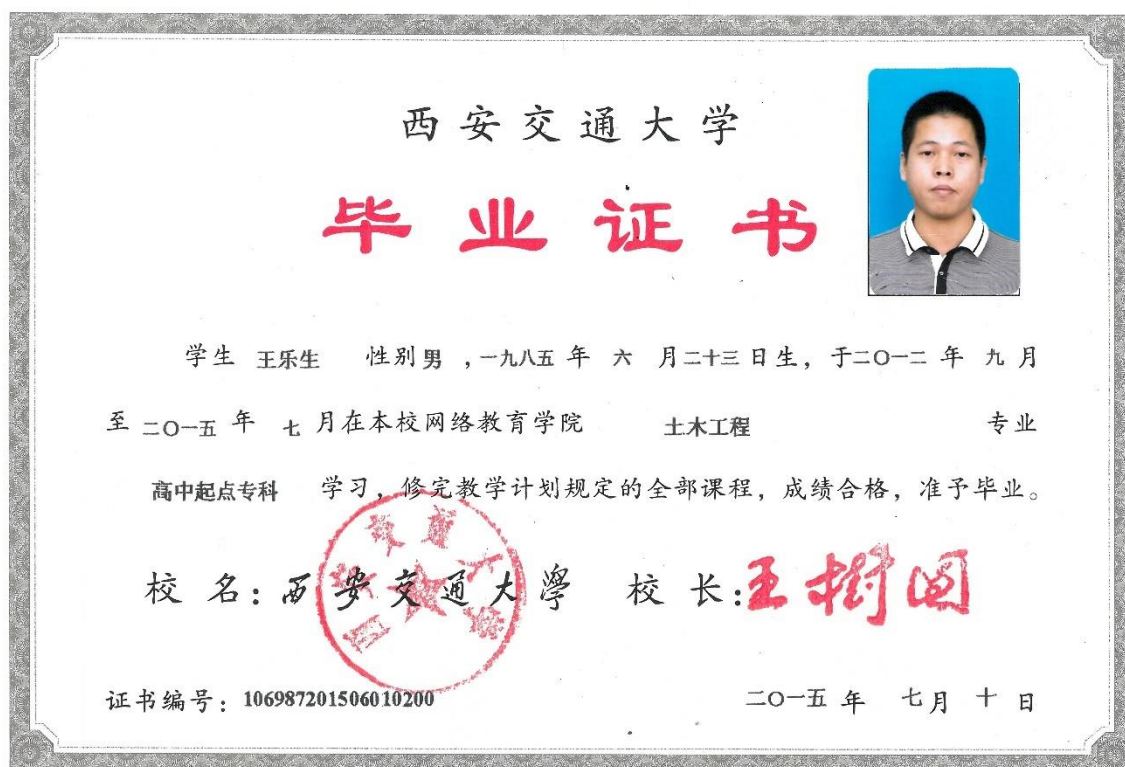 西安交通大学
毕业证书
学生 王乐生 性别男,一九八五 年 六 月二十三日生,于二〇一二 年 九 月
至 二〇一五 年 七 月在本校网络教育学院 土木工程 专业
高中起点专科 学习,修完教学计划规定的全部课程,成绩合格,准予毕业。
校 名:西安交通大學 校 长:王树国
证书编号:106987201506010200 二〇一五 年 七月 十 日